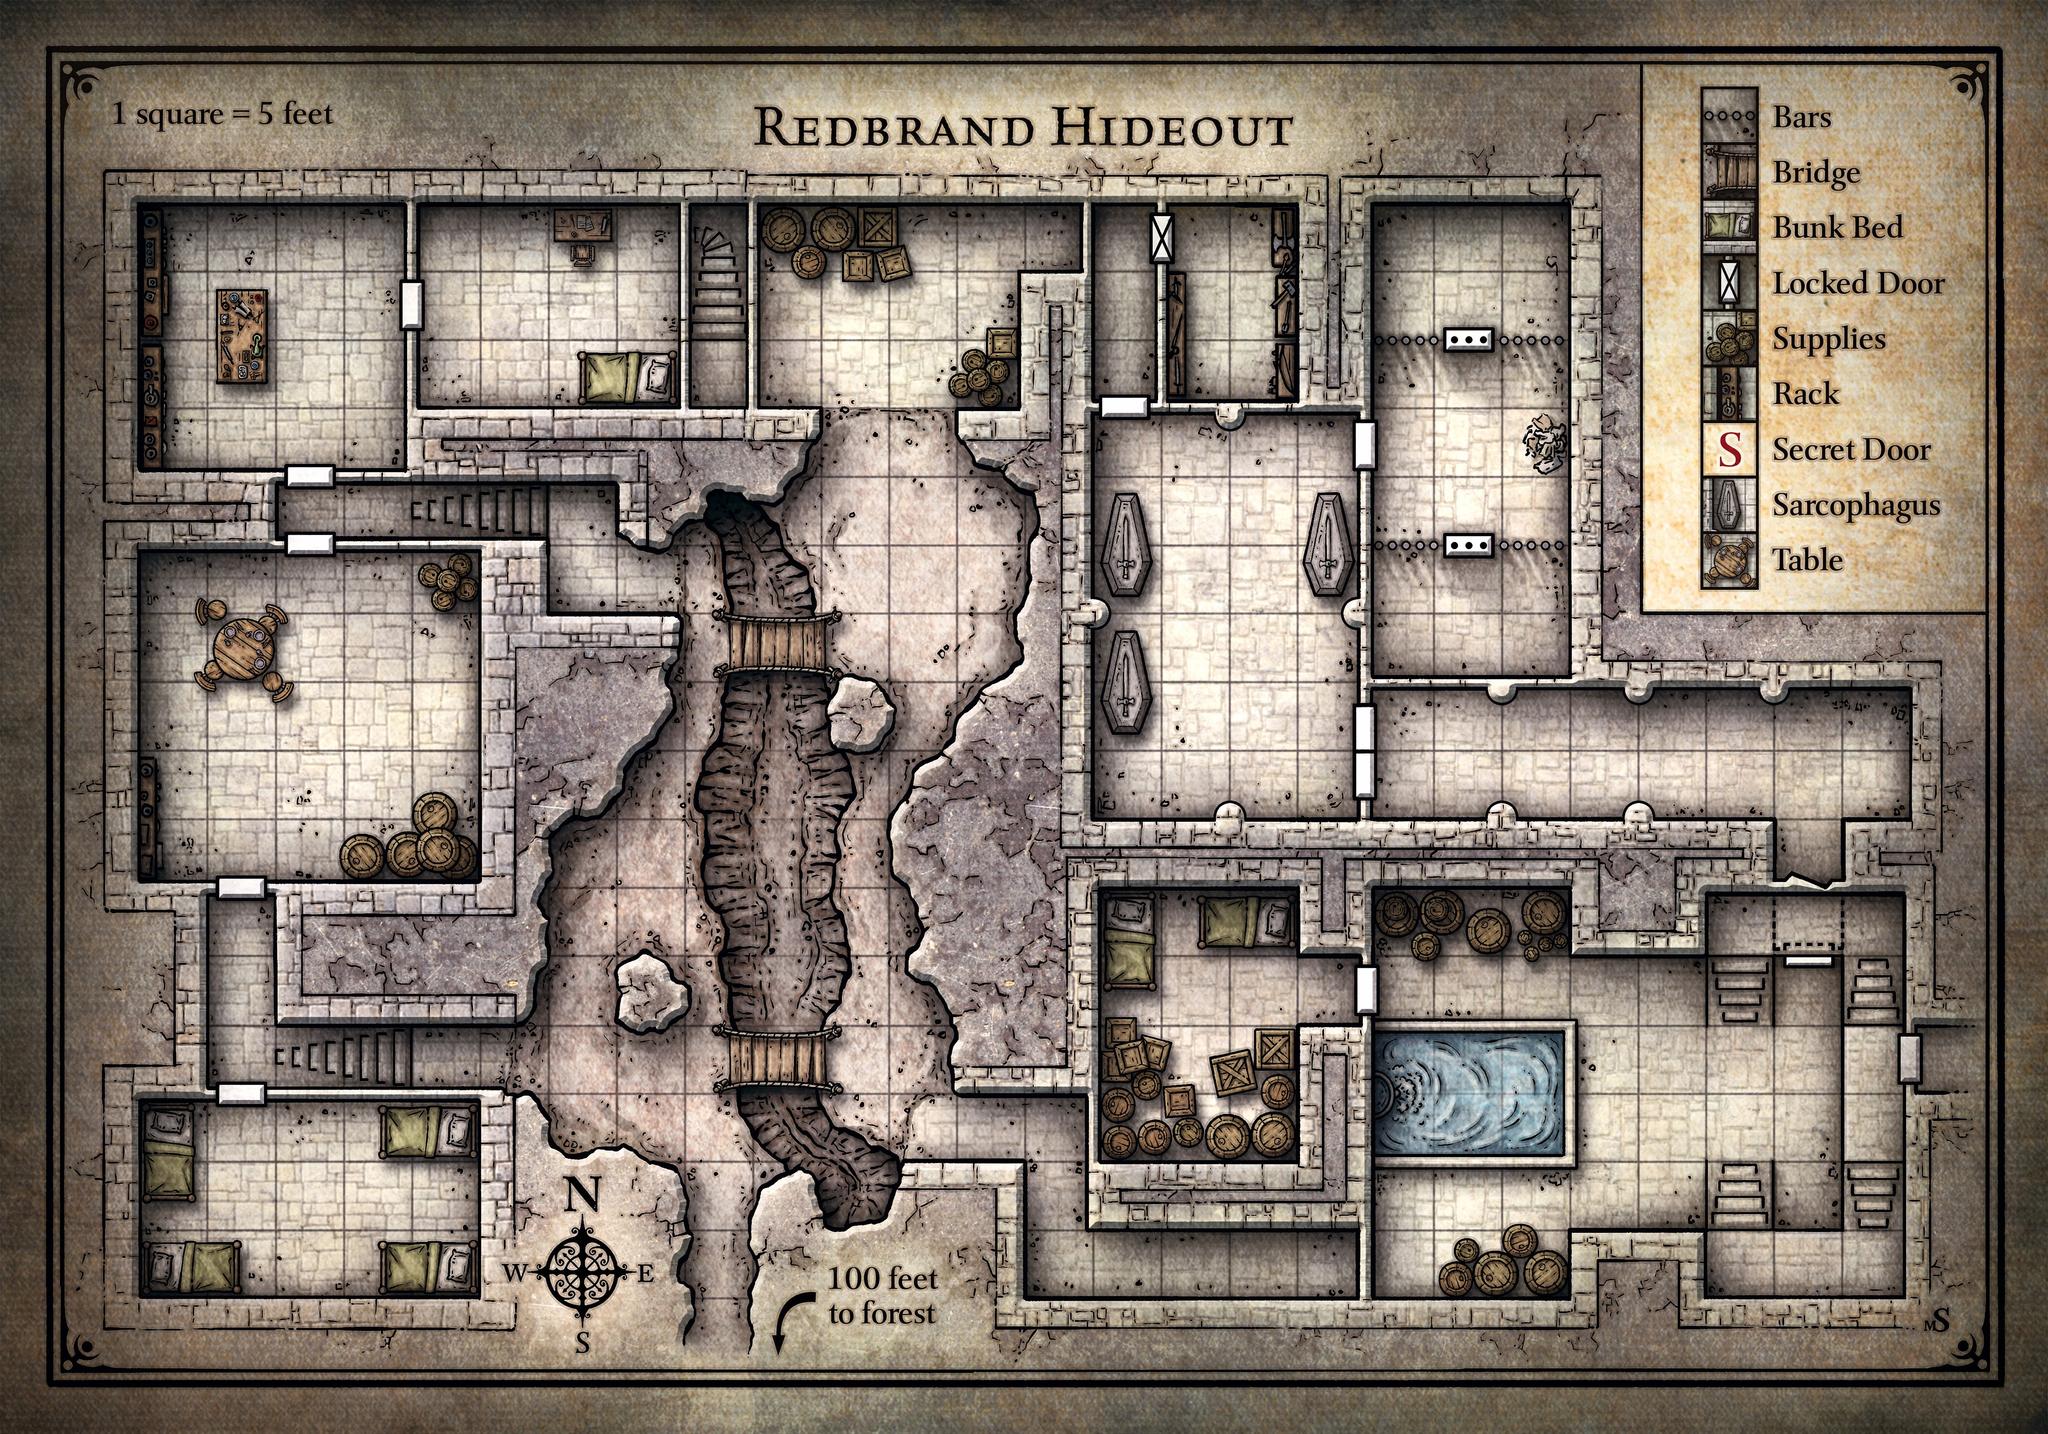 1 square = 5 feet
REDBRAND HIDEOUT
Bars
Bridge
Bunk Bed
Locked Door
Supplies
Rack
S
Secret Door
Sarcophagus
Table
N
W
E
S
100 feet
to forest
MS